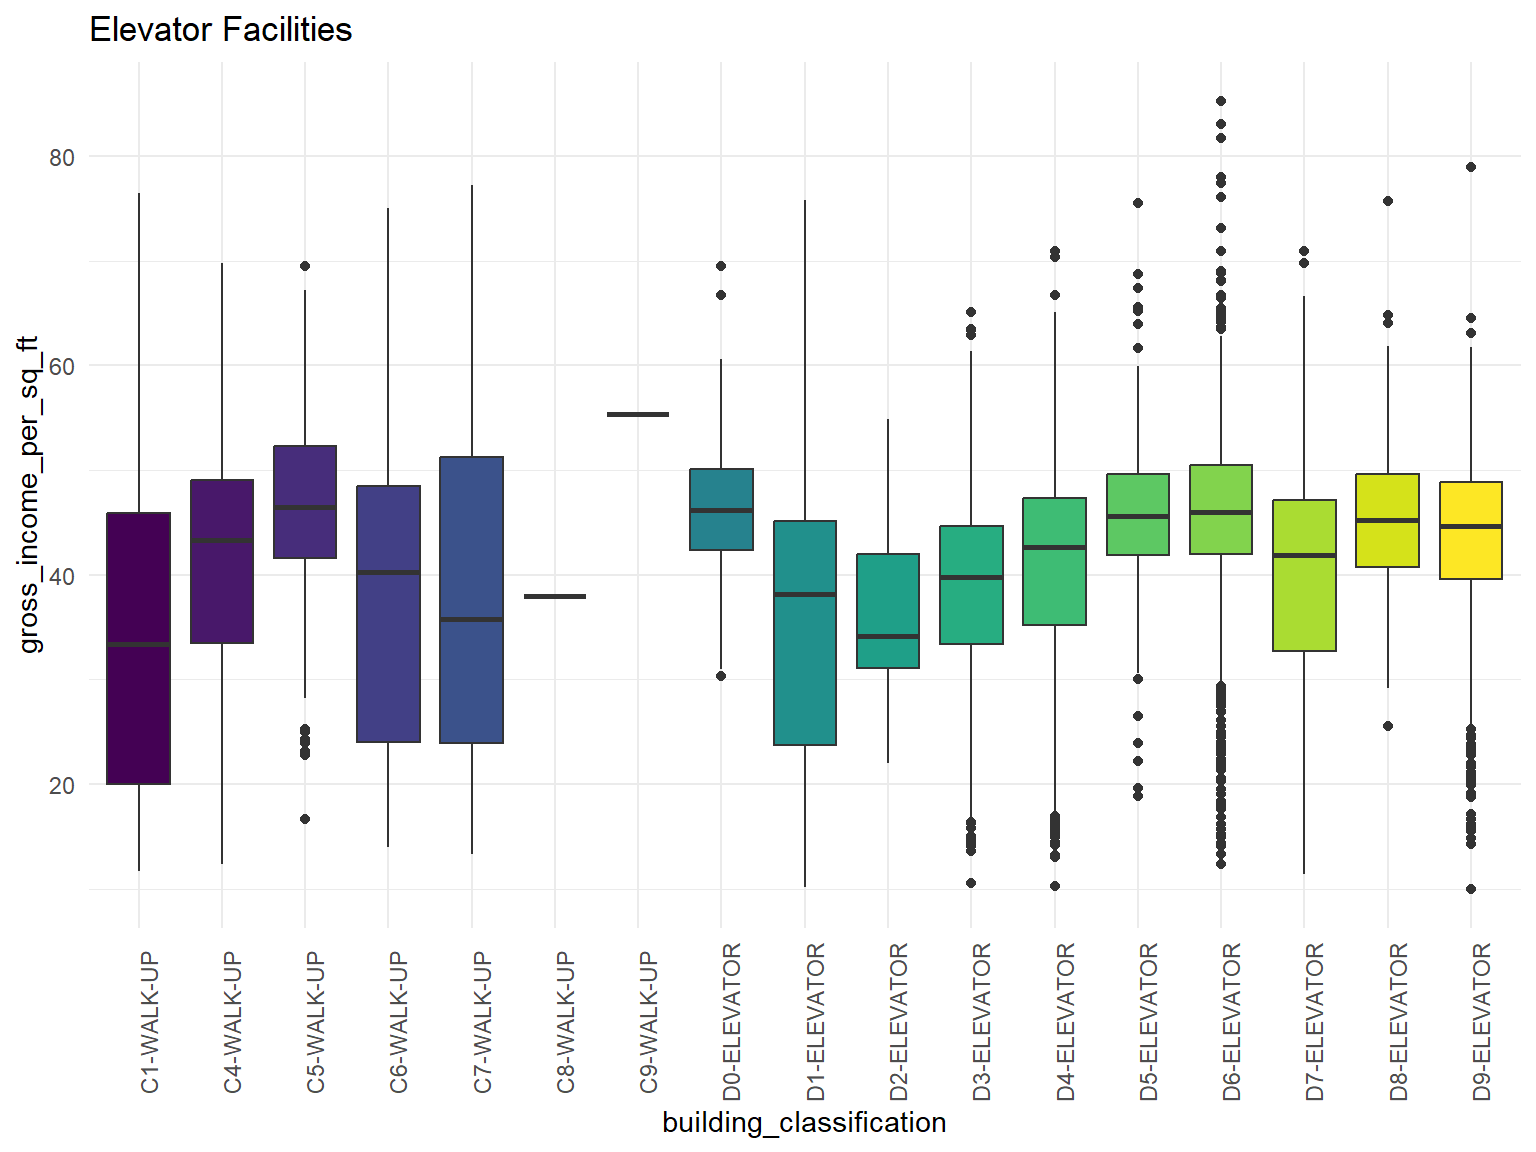 Elevator Facilities
gross_income_per_sq_ft
80
60
40
20
C1-WALK-UP
C4-WALK-UP
C5-WALK-UP
C6-WALK-UP
C7-WALK-UP
C8-WALK-UP
C9-WALK-UP
D0-ELEVATOR
D1-ELEVATOR
D2-ELEVATOR
D3-ELEVATOR
D4-ELEVATOR
D5-ELEVATOR
D6-ELEVATOR
D7-ELEVATOR
D8-ELEVATOR
D9-ELEVATOR
building_classification